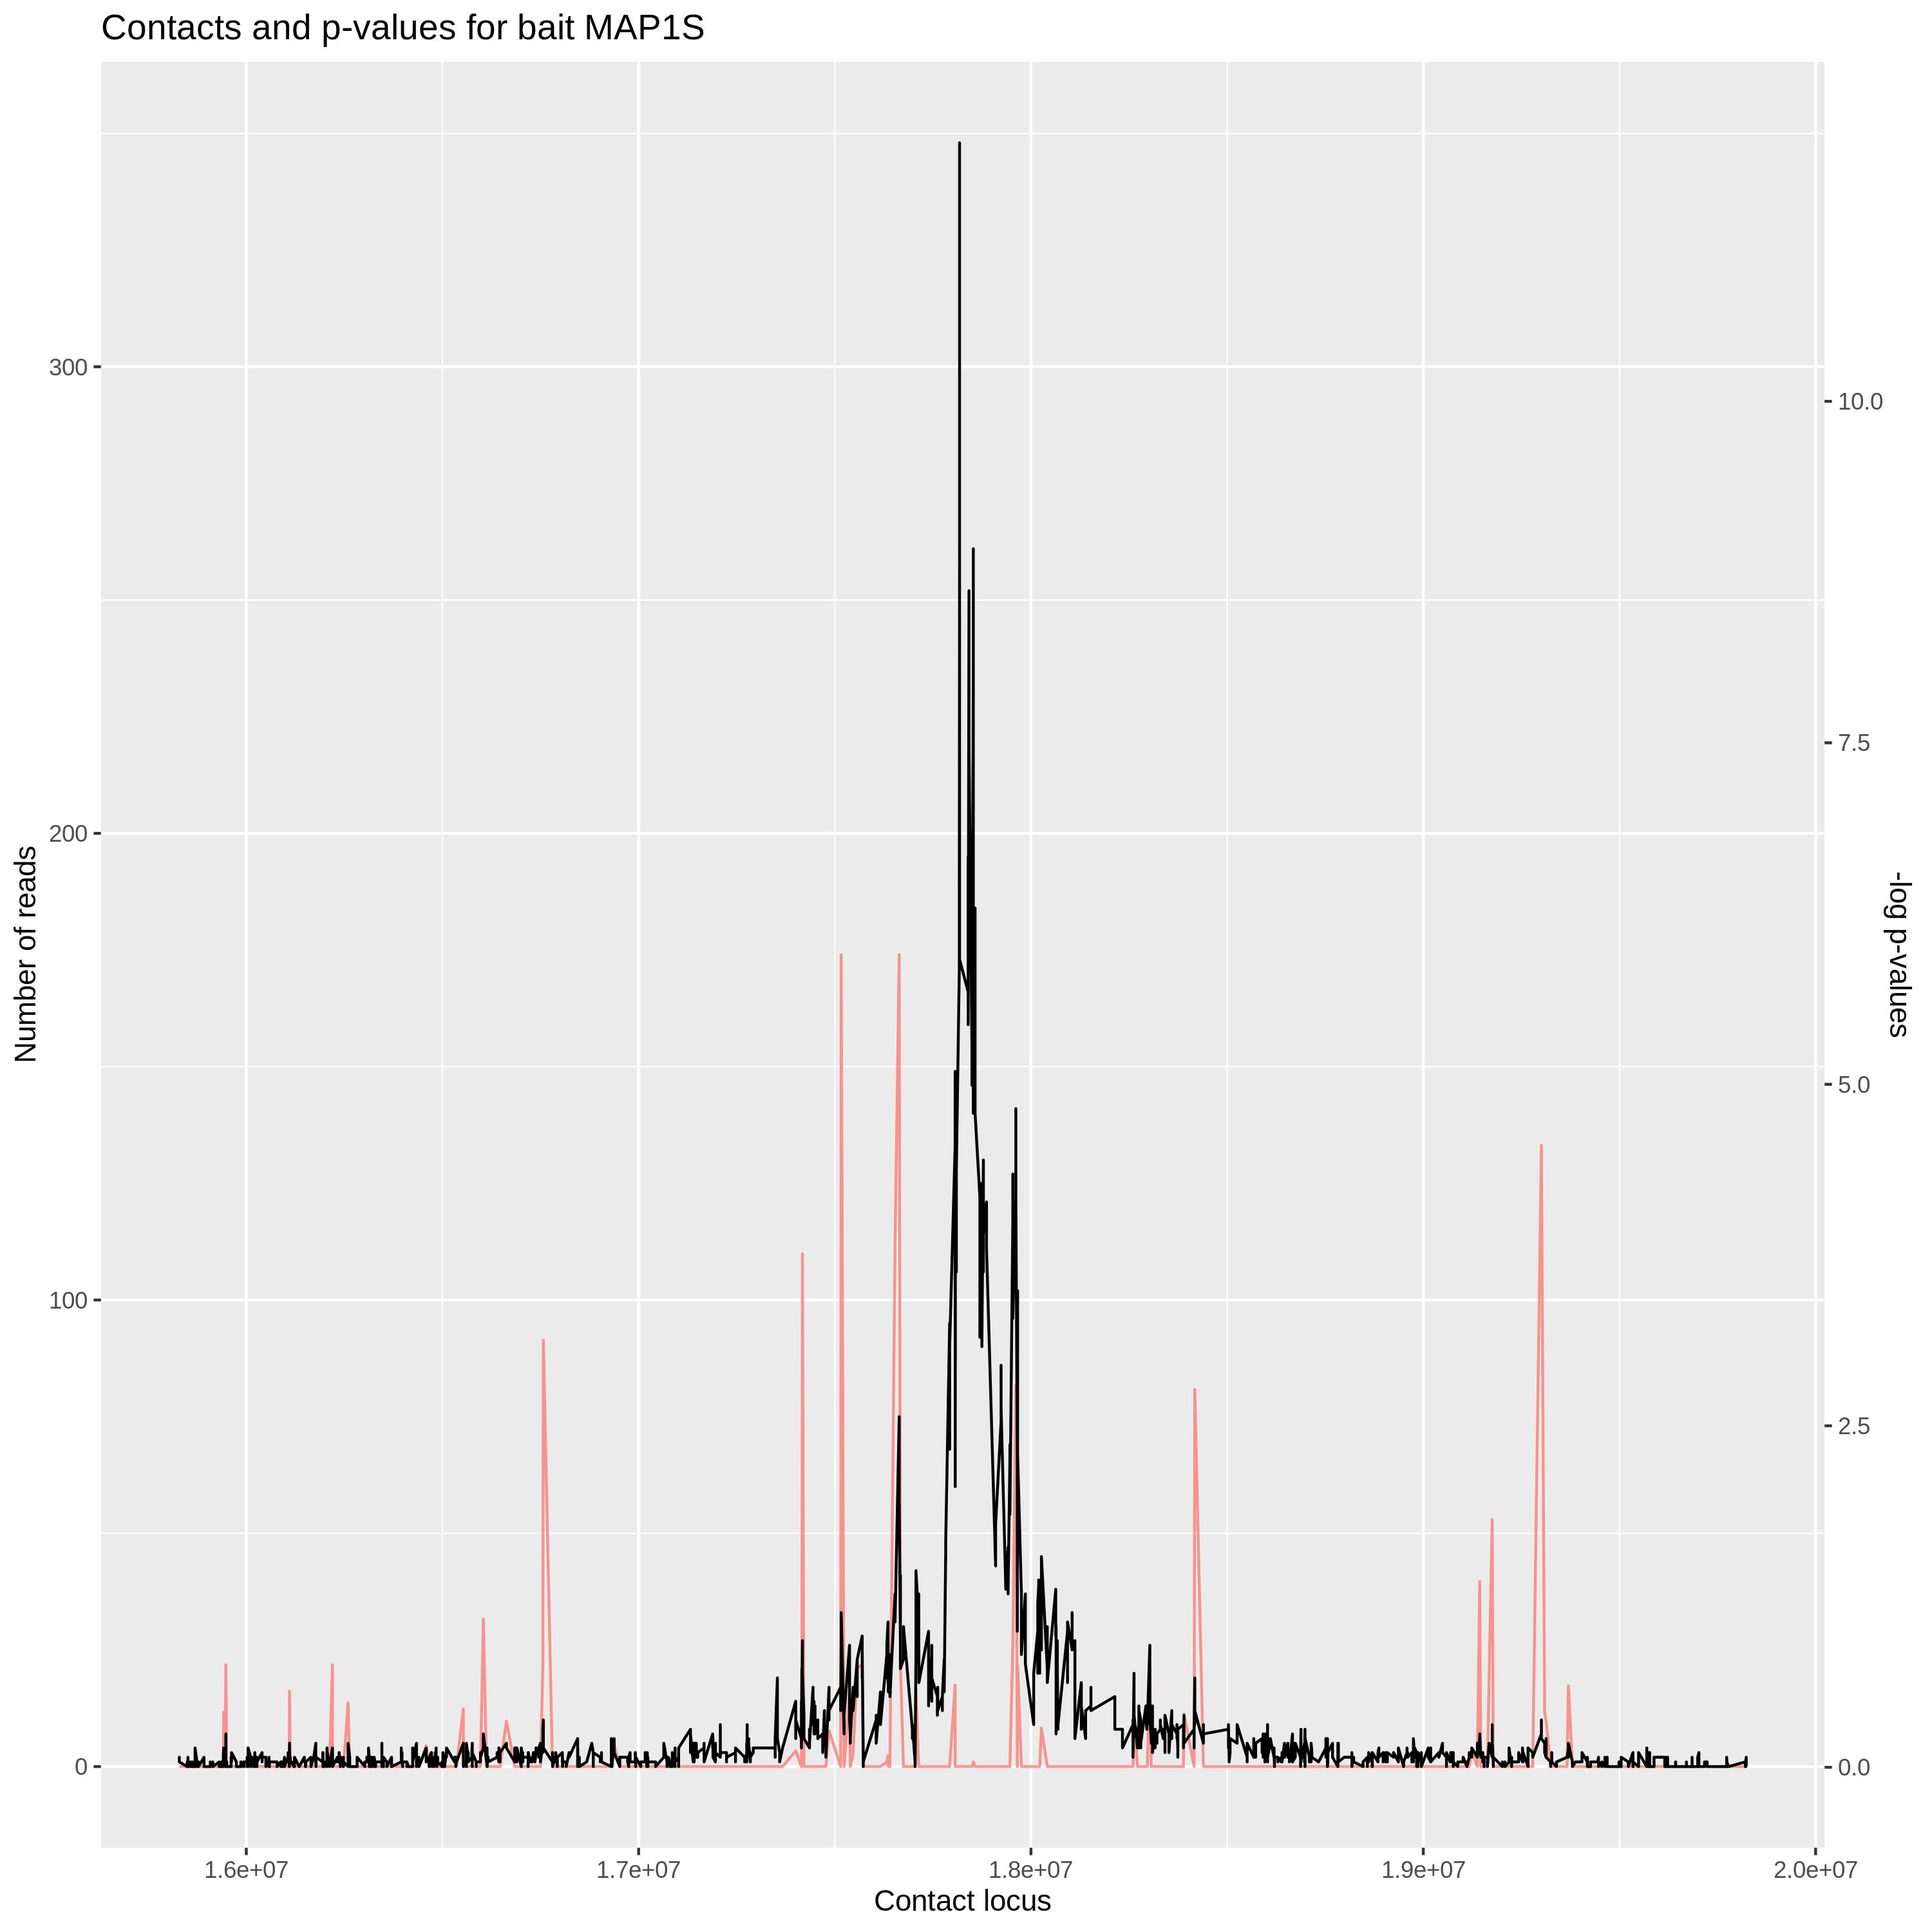 Contacts and p-values for bait MAP1S
300
200
100
0
Number of reads
10.0
7.5
5.0
2.5
0.0
-log p-values
1.6e+07
1.7e+07
1.8e+07
1.9e+07
2.0e+07
Contact locus